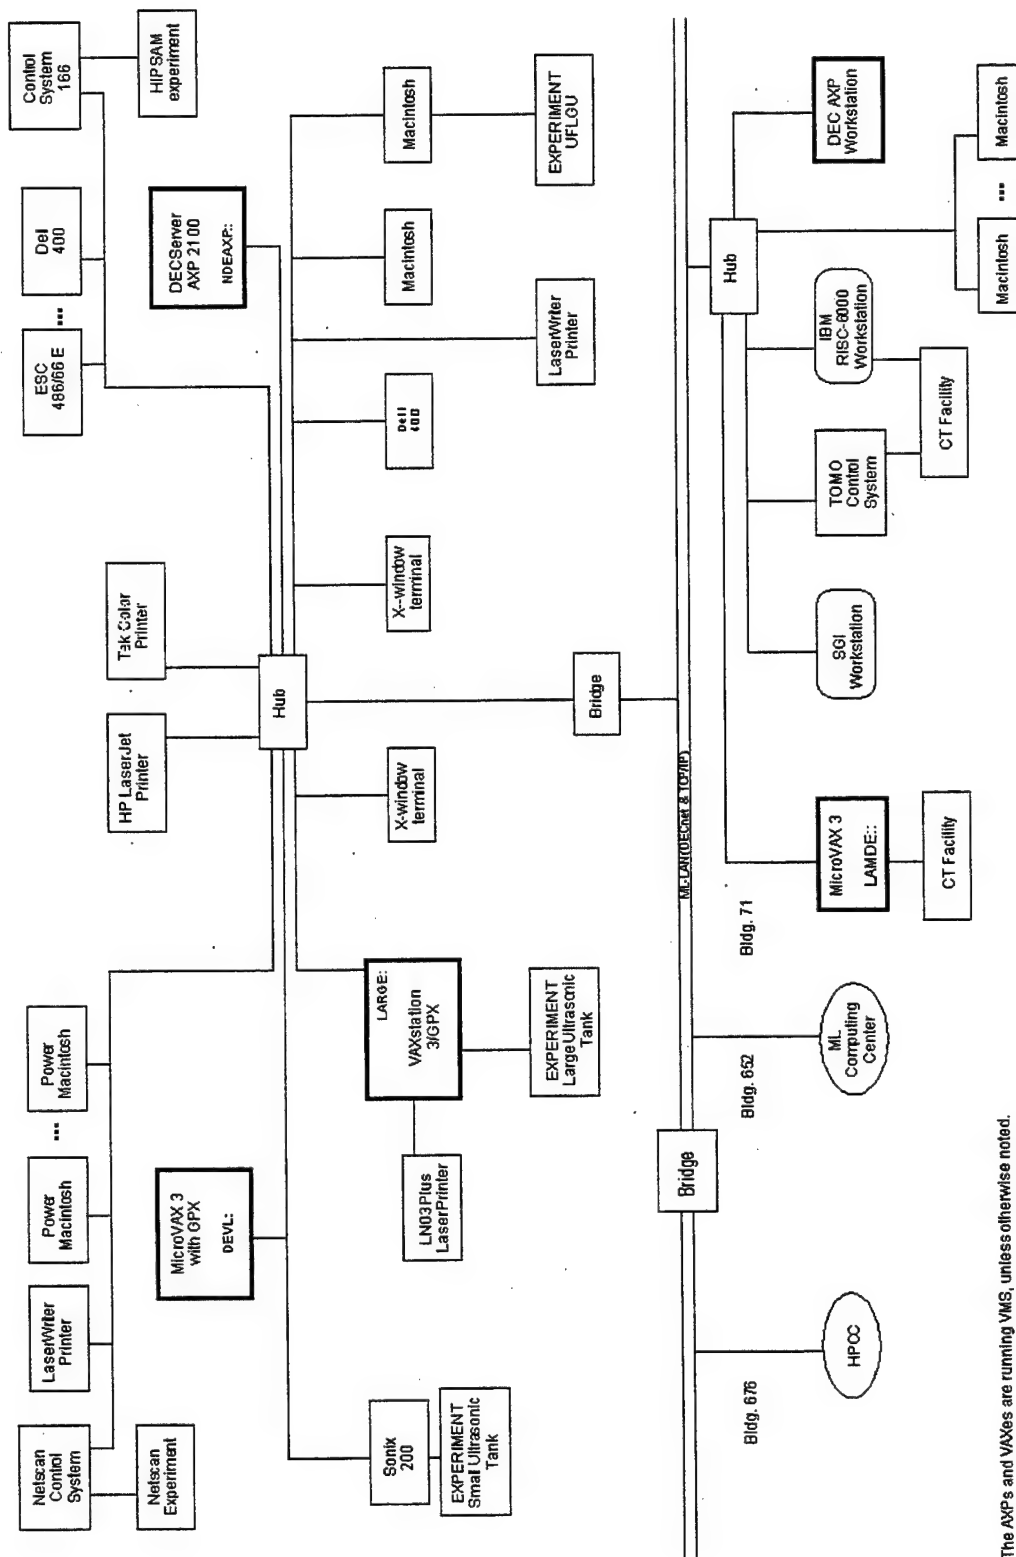 Netscan
Control
System
Netscan
Experiment
LaserWriter
Printer
Power
Macintosh
...
Power
Macintosh
HP LaserJet
Printer
Tek Color
Printer
ESC
486/66 E
...
Del
400
Control
System
166
HIPSAM
experiment
MicroVAX 3
with GPX
DEVL:
DECServer
AXP 2100
NDEAXP::
Hub
Sonix
200
EXPERIMENT
Small Ultrasonic
Tank
LARGE:
VAXstation
3/GPX
LN03 Plus
LaserPrinter
EXPERIMENT
Large Ultrasonic
Tank
X-window
terminal
X--window
terminal
Dell
400
LaserWriter
Printer
Macintosh
Macintosh
EXPERIMENT
UFLGU
Bridge
Bridge
ML-LAN(DECnet & TCP/IP)
Bldg. 676
HPCC
Bldg. 652
ML
Computing
Center
Bldg. 71
Hub
MicroVAX 3
LAMDE::
CT Facility
SGI
Workstation
TOMO
Control
System
IBM
RISC-6000
Workstation
CT Facility
DEC AXP
Workstation
Macintosh
...
Macintosh
The AXPs and VAXes are running VMS, unless otherwise noted.